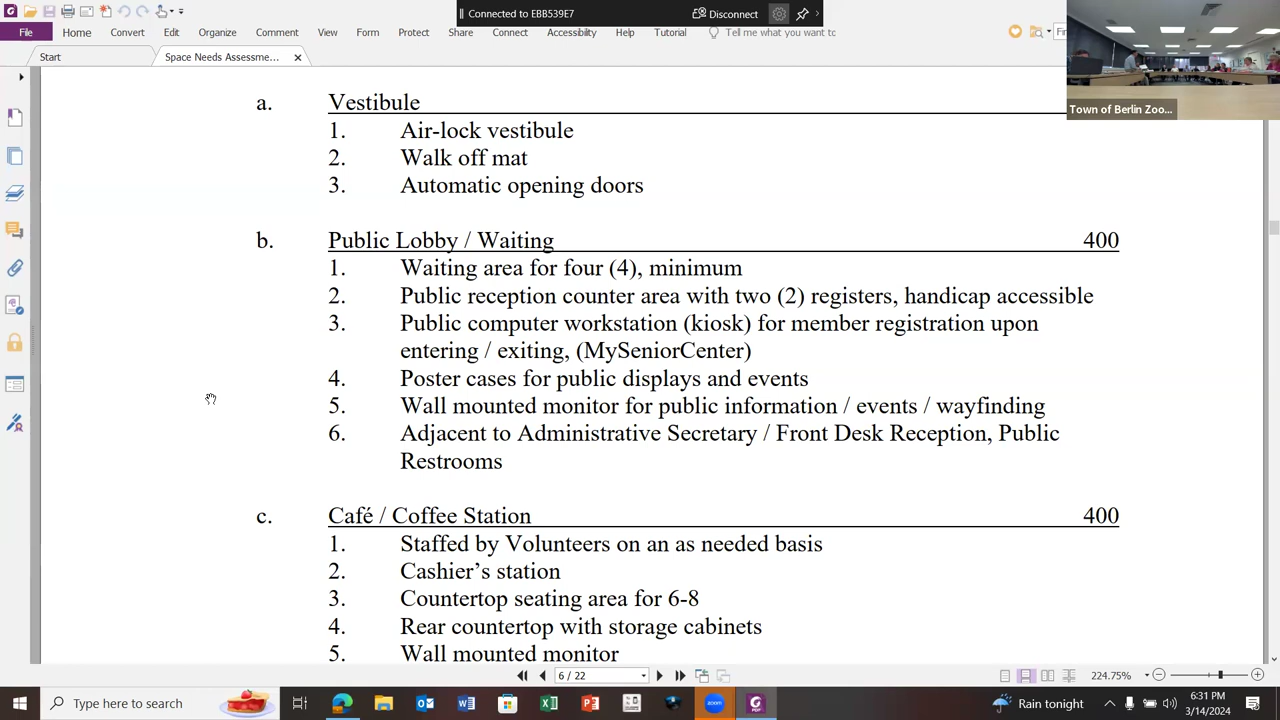 Connected to EBB539E7
Disconnect
File
Home
Convert
Edit
Organize
Comment
View
Form
Protect
Share
Connect
Accessibility
Help
Tutorial
Tell me what you want to
Start
Space Needs Assessme...
Town of Berlin Zoo...
a. Vestibule
1. Air-lock vestibule
2. Walk off mat
3. Automatic opening doors
b. Public Lobby / Waiting 400
1. Waiting area for four (4), minimum
2. Public reception counter area with two (2) registers, handicap accessible
3. Public computer workstation (kiosk) for member registration upon
entering / exiting, (MySeniorCenter)
4. Poster cases for public displays and events
5. Wall mounted monitor for public information / events / wayfinding
6. Adjacent to Administrative Secretary / Front Desk Reception, Public
Restrooms
c. Café / Coffee Station 400
1. Staffed by Volunteers on an as needed basis
2. Cashier's station
3. Countertop seating area for 6-8
4. Rear countertop with storage cabinets
5. Wall mounted monitor
6 / 22
224.75%
Type here to search
zoom
Rain tonight
6:31 PM
3/14/2024